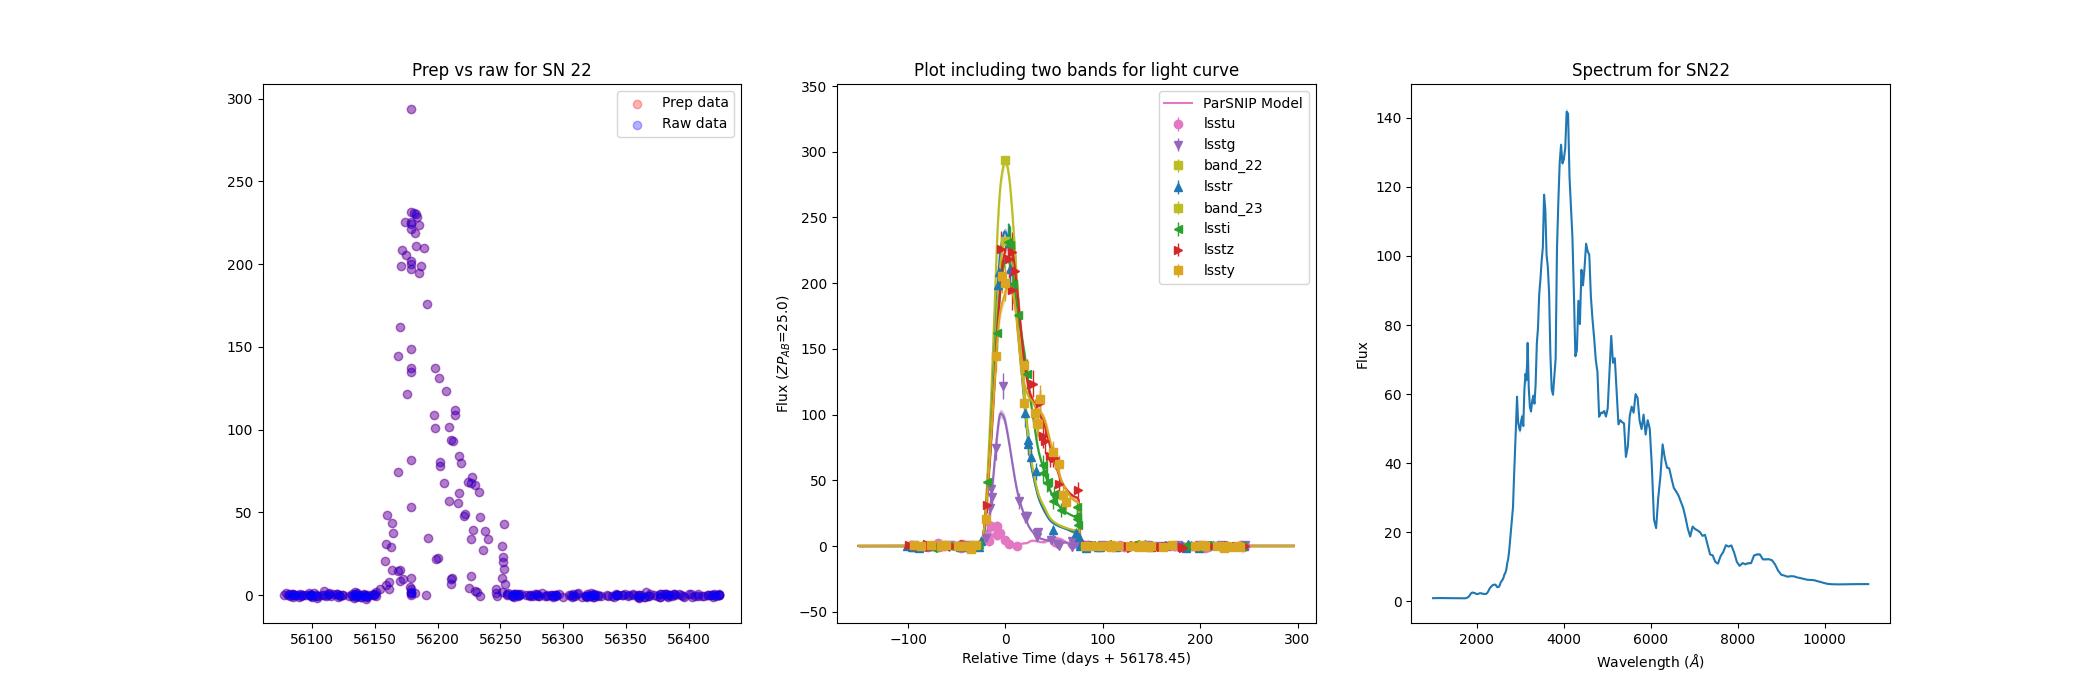 Prep vs raw for SN 22
Prep data
Raw data
300
250
200
150
100
50
0
56100 56150 56200 56250 56300 56350 56400
Plot including two bands for light curve
ParSNIP Model
lsstu
lsstg
band_22
lsstr
band_23
lssti
lsstz
lssty
350
300
250
200
150
100
50
0
−50
Flux (ZP_AB=25.0)
−100 0 100 200 300
Relative Time (days + 56178.45)
Spectrum for SN22
140
120
100
80
60
40
20
0
Flux
2000 4000 6000 8000 10000
Wavelength (Å)